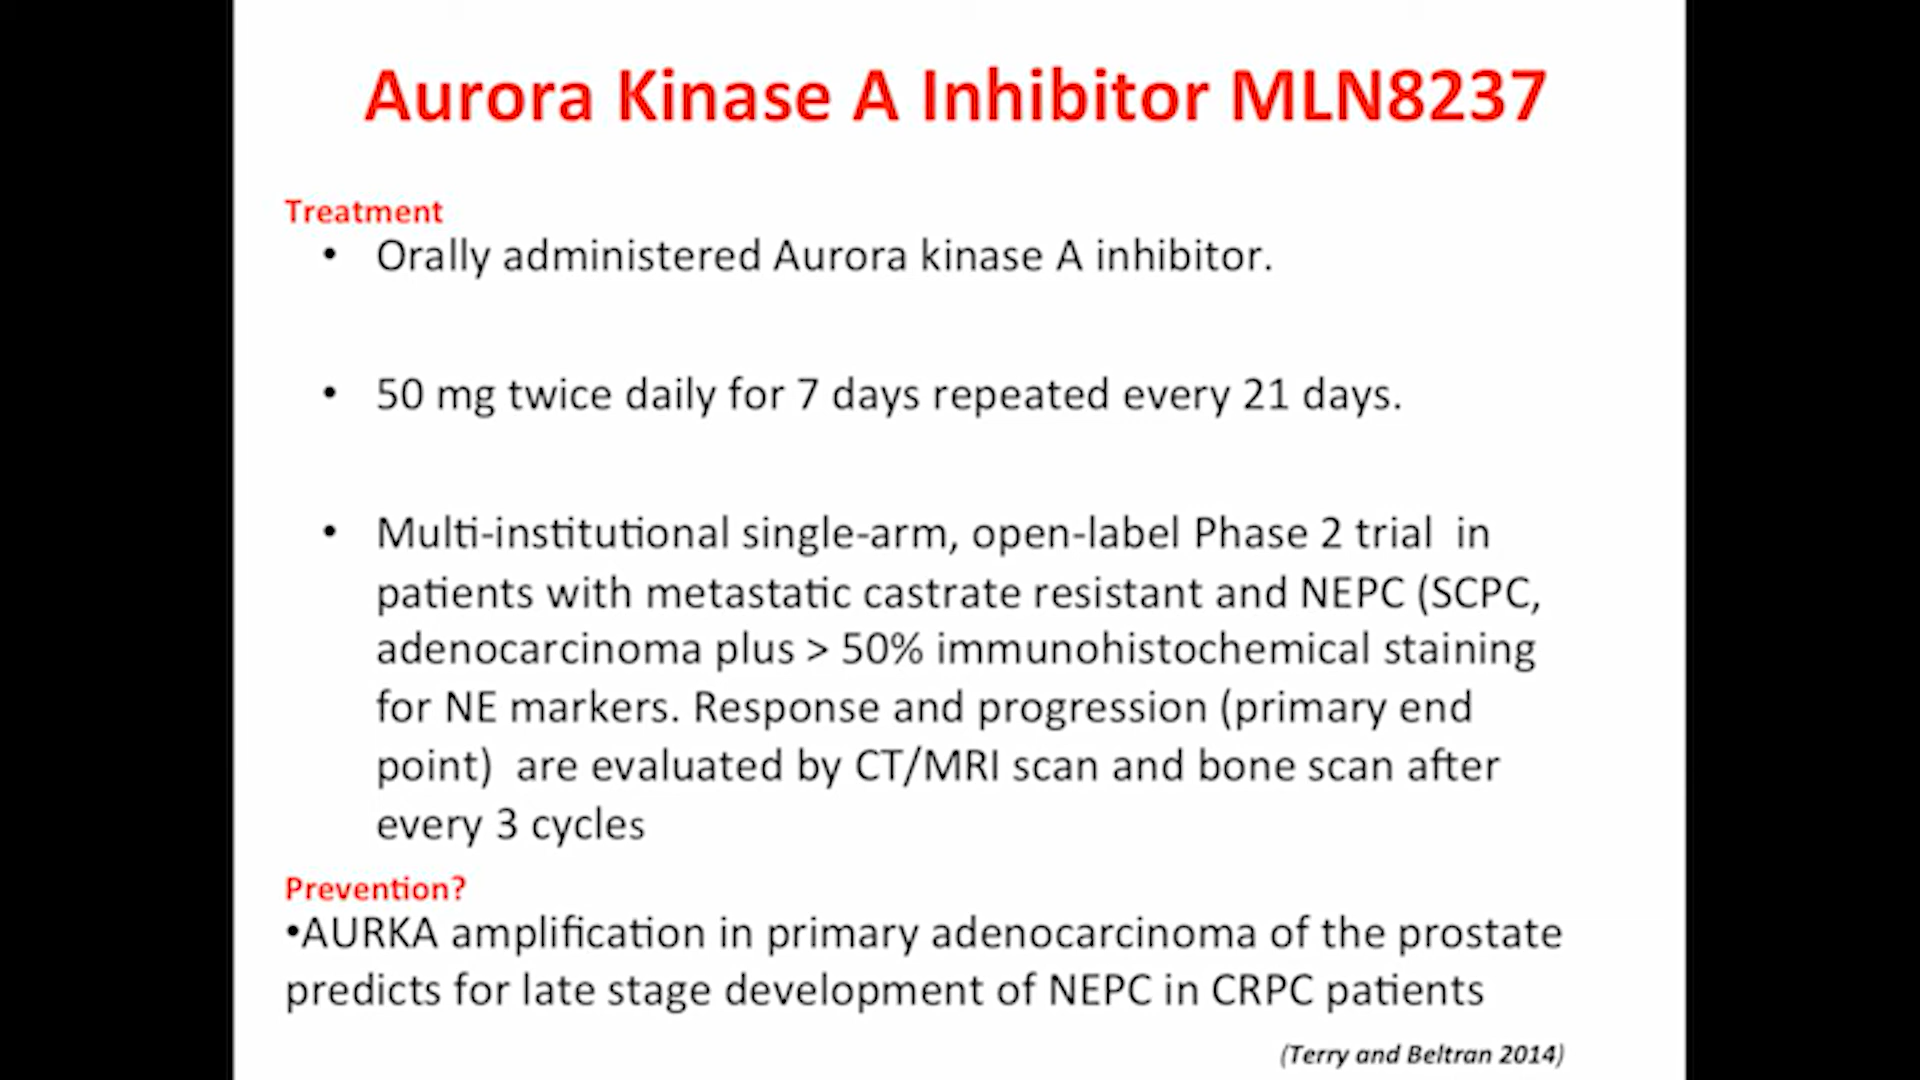 Aurora Kinase A Inhibitor MLN8237
Treatment
• Orally administered Aurora kinase A inhibitor.
• 50 mg twice daily for 7 days repeated every 21 days.
• Multi-institutional single-arm, open-label Phase 2 trial in
patients with metastatic castrate resistant and NEPC (SCPC,
adenocarcinoma plus > 50% immunohistochemical staining
for NE markers. Response and progression (primary end
point) are evaluated by CT/MRI scan and bone scan after
every 3 cycles
Prevention?
•AURKA amplification in primary adenocarcinoma of the prostate
predicts for late stage development of NEPC in CRPC patients
(Terry and Beltran 2014)